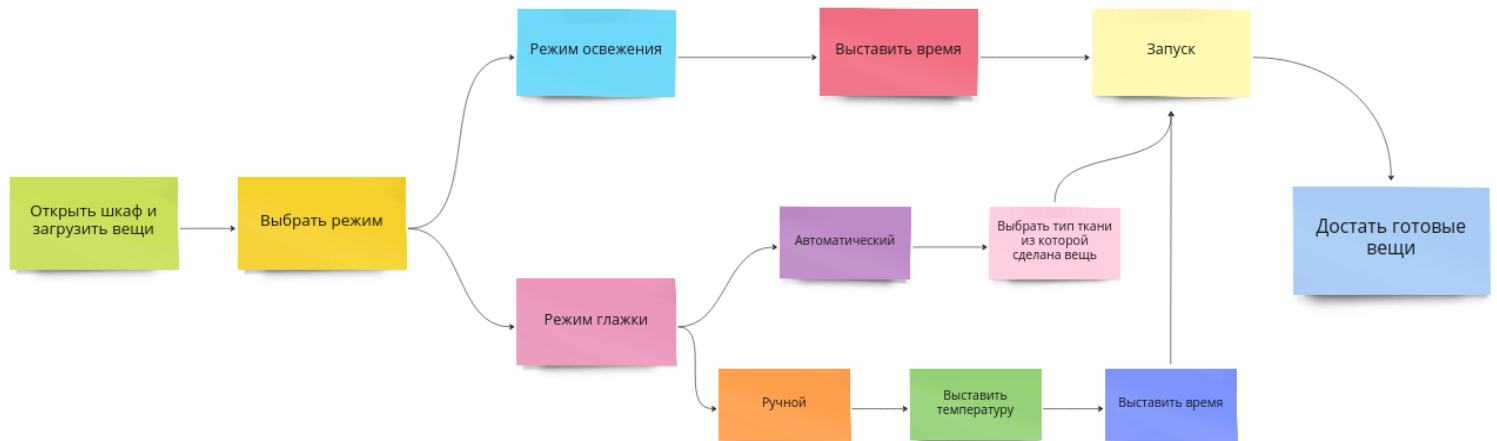 Режим освежения
Выставить время
Запуск
Открыть шкаф и
загрузить вещи
Выбрать режим
Автоматический
Выбрать тип ткани
из которой
сделана вещь
Достать готовые
вещи
Режим глажки
Ручной
Выставить
температуру
Выставить время